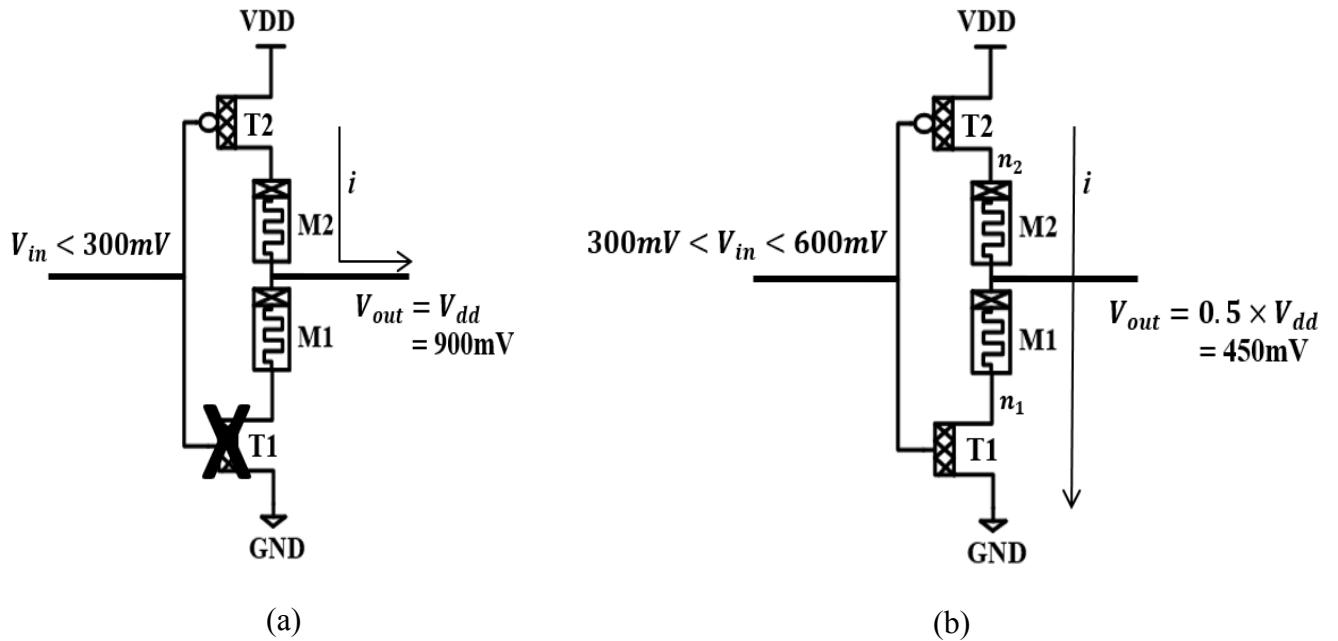 VDD
T2
i
M2
V_in < 300mV
V_out = V_dd
= 900mV
M1
T1
GND
(a)
VDD
T2
n_2
i
M2
300mV < V_in < 600mV
V_out = 0.5 × V_dd
= 450mV
M1
n_1
T1
GND
(b)